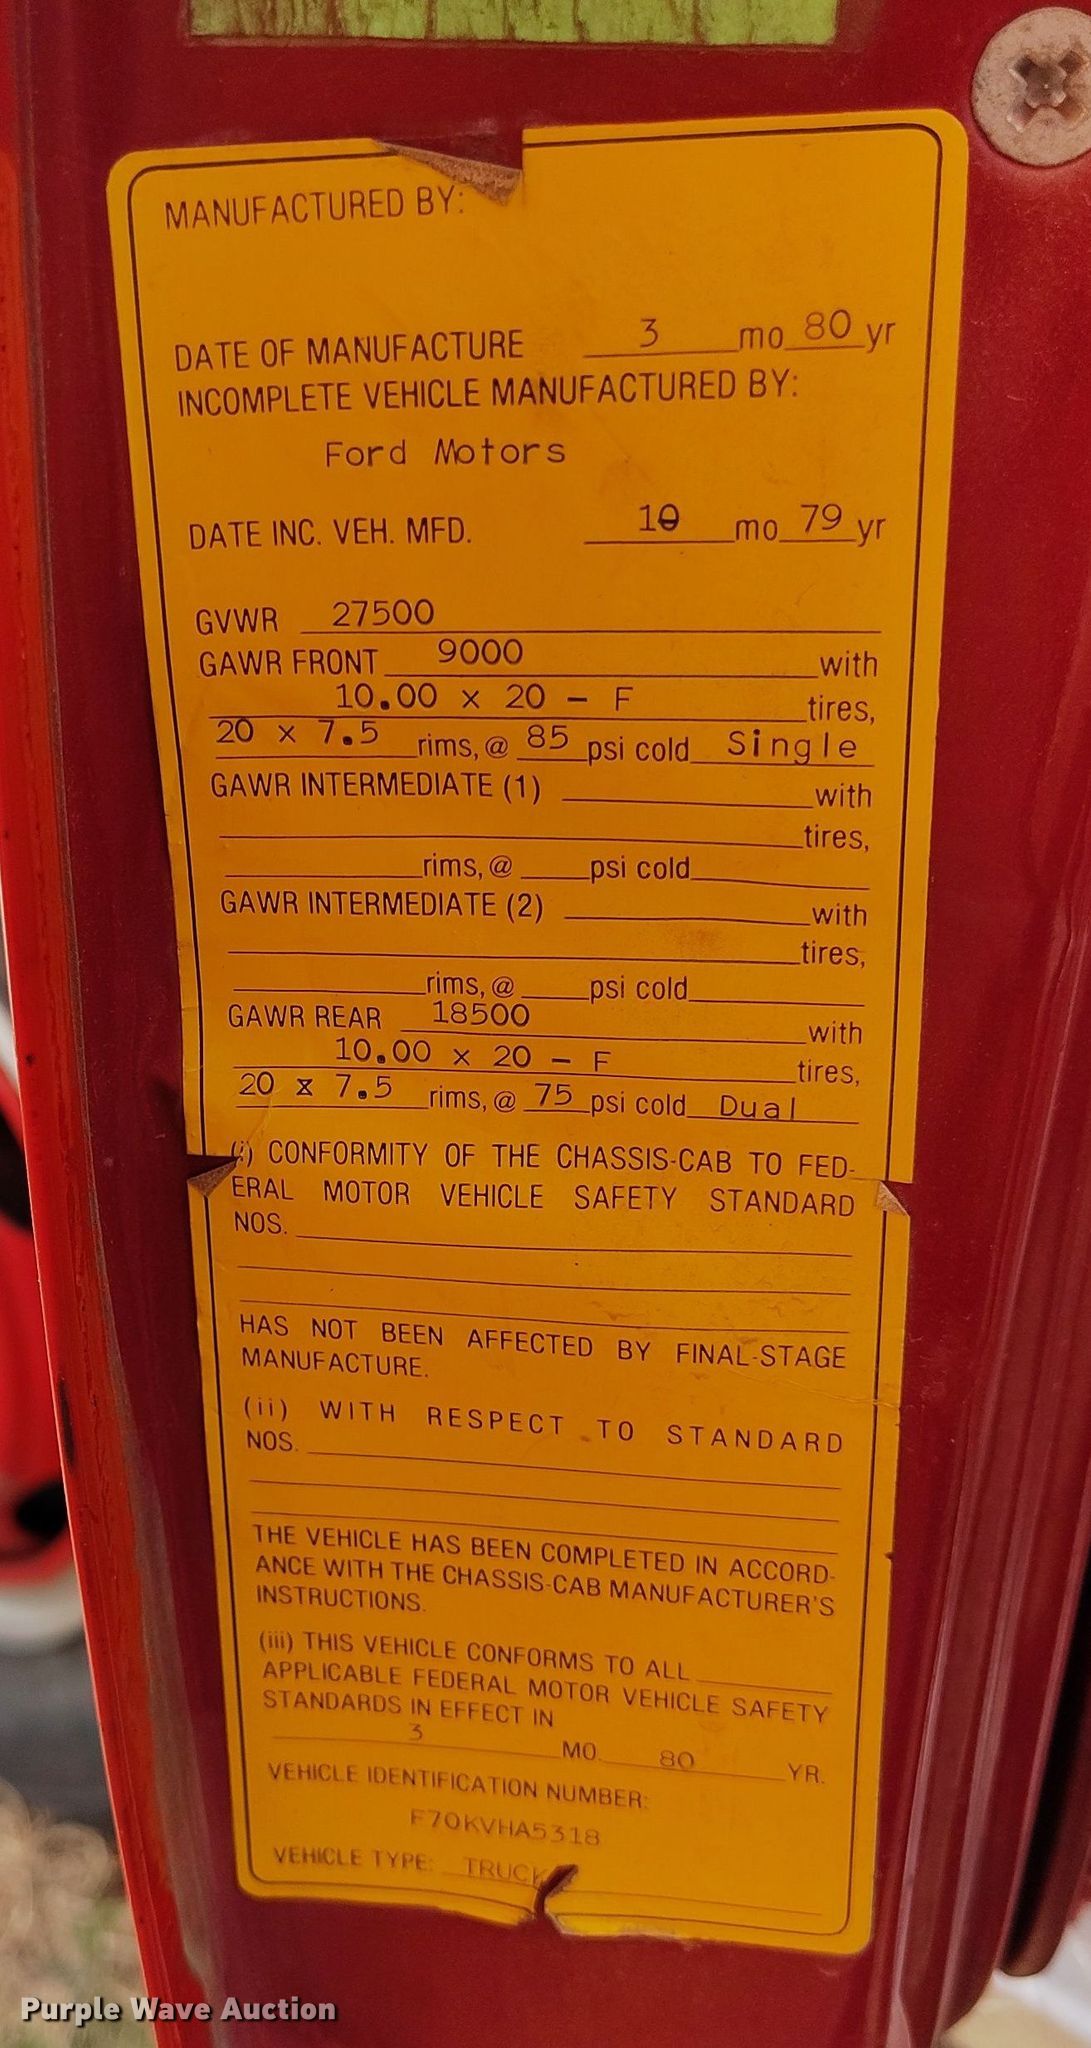 MANUFACTURED BY:
DATE OF MANUFACTURE 3 mo 80 yr
INCOMPLETE VEHICLE MANUFACTURED BY:
Ford Motors
DATE INC. VEH. MFD. 10 mo 79 yr
GVWR 27500
GAWR FRONT 9000 with
10.00 x 20 - F tires,
20 x 7.5 rims, @ 85 psi cold Single
GAWR INTERMEDIATE (1) with
tires,
rims, @ psi cold
GAWR INTERMEDIATE (2) with
tires,
rims, @ psi cold
GAWR REAR 18500 with
10.00 x 20 - F tires,
20 x 7.5 rims, @ 75 psi cold Dual
(i) CONFORMITY OF THE CHASSIS-CAB TO FED-
ERAL MOTOR VEHICLE SAFETY STANDARD
NOS.
HAS NOT BEEN AFFECTED BY FINAL-STAGE
MANUFACTURE.
(ii) WITH RESPECT TO STANDARD
NOS.
THE VEHICLE HAS BEEN COMPLETED IN ACCORD-
ANCE WITH THE CHASSIS-CAB MANUFACTURER'S
INSTRUCTIONS.
(iii) THIS VEHICLE CONFORMS TO ALL
APPLICABLE FEDERAL MOTOR VEHICLE SAFETY
STANDARDS IN EFFECT IN
3 MO. 80 YR.
VEHICLE IDENTIFICATION NUMBER:
F70KVHA5318
VEHICLE TYPE: TRUCK
Purple Wave Auction